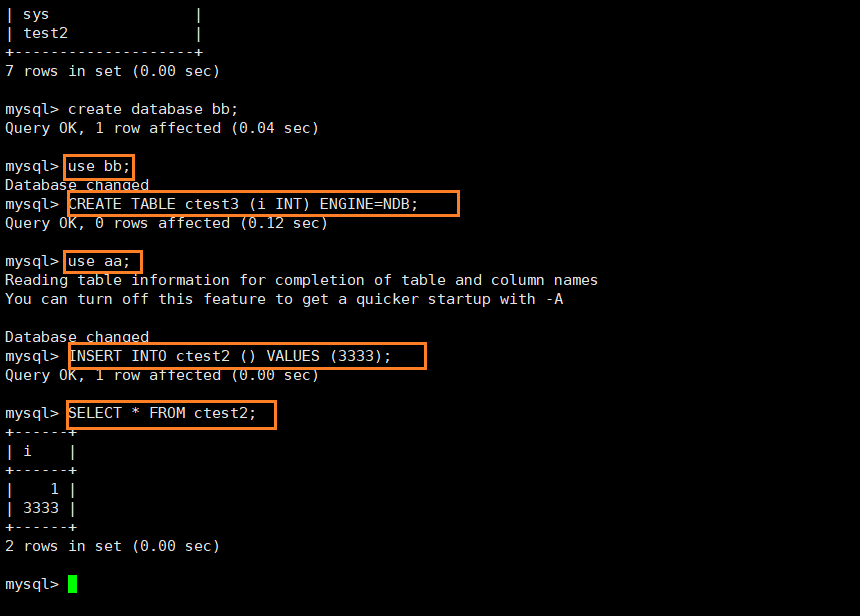 | sys                |
| test2              |
+--------------------+
7 rows in set (0.00 sec)
mysql> create database bb;
Query OK, 1 row affected (0.04 sec)
mysql> use bb;
Database changed
mysql> CREATE TABLE ctest3 (i INT) ENGINE=NDB;
Query OK, 0 rows affected (0.12 sec)
mysql> use aa;
Reading table information for completion of table and column names
You can turn off this feature to get a quicker startup with -A
Database changed
mysql> INSERT INTO ctest2 () VALUES (3333);
Query OK, 1 row affected (0.00 sec)
mysql> SELECT * FROM ctest2;
+------+
| i    |
+------+
|    1 |
| 3333 |
+------+
2 rows in set (0.00 sec)
mysql>